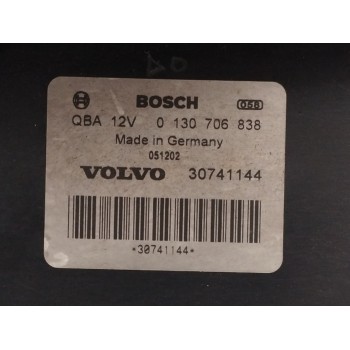 BOSCH 058
QBA 12V 0 130 706 838
Made in Germany
051202
VOLVO 30741144
*30741144*